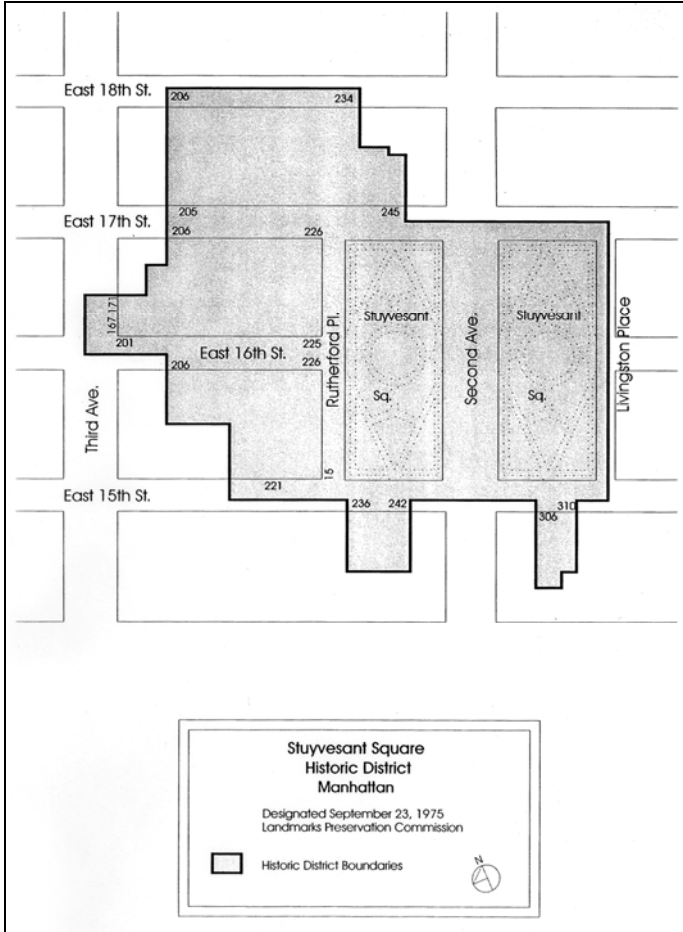 East 18th St.
206
234
East 17th St.
205
245
206
226
167 171
201
East 16th St.
225
206
226
Third Ave.
Rutherford Pl.
Stuyvesant
Sq.
Second Ave.
Stuyvesant
Sq.
Livingston Place
East 15th St.
221
15
236
242
306
310
Stuyvesant Square
Historic District
Manhattan
Designated September 23, 1975
Landmarks Preservation Commission
Historic District Boundaries
N